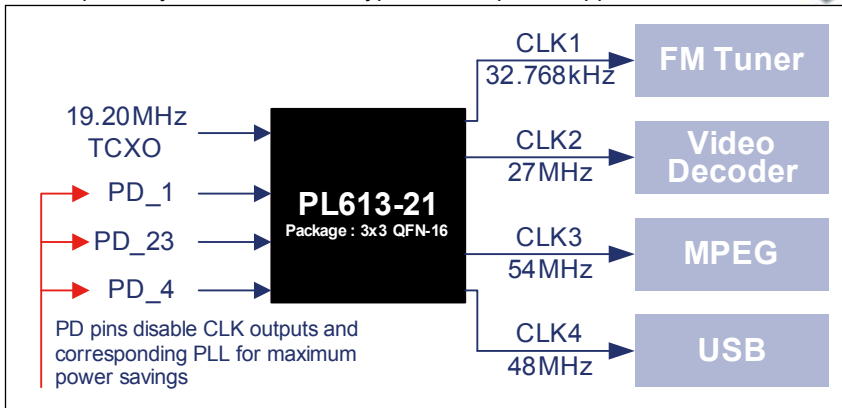 CLK1
32.768kHz
FM Tuner
19.20MHz
TCXO
CLK2
27MHz
Video
Decoder
PD_1
PL613-21
Package : 3x3 QFN-16
PD_23
CLK3
54MHz
MPEG
PD_4
PD pins disable CLK outputs and
corresponding PLL for maximum
power savings
CLK4
48MHz
USB